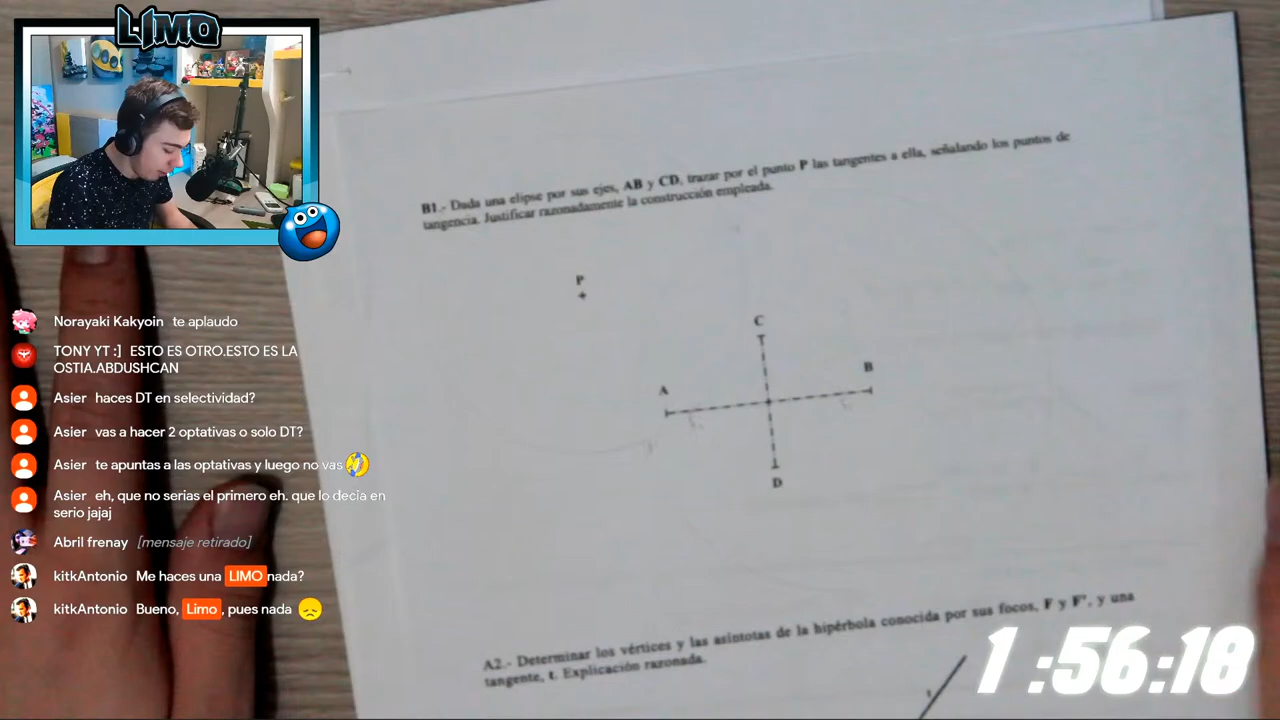 LIMO
B1.- Dada una elipse por sus ejes, AB y CD, trazar por el punto P las tangentes a ella, señalando los puntos de
tangencia. Justificar razonadamente la construcción empleada.
P
C
A
B
D
Norayaki Kakyoin te aplaudo
TONY YT :] ESTO ES OTRO.ESTO ES LA
OSTIA.ABDUSHCAN
Asier haces DT en selectividad?
Asier vas a hacer 2 optativas o solo DT?
Asier te apuntas a las optativas y luego no vas
Asier eh, que no serias el primero eh. que lo decía en
serio jajaj
Abril frenay [mensaje retirado]
kitkAntonio Me haces una LIMO nada?
kitkAntonio Bueno, Limo, pues nada
A2.- Determinar los vértices y las asíntotas de la hipérbola conocida por sus focos, F y F', y una
tangente, t. Explicación razonada.
t
1:56:18